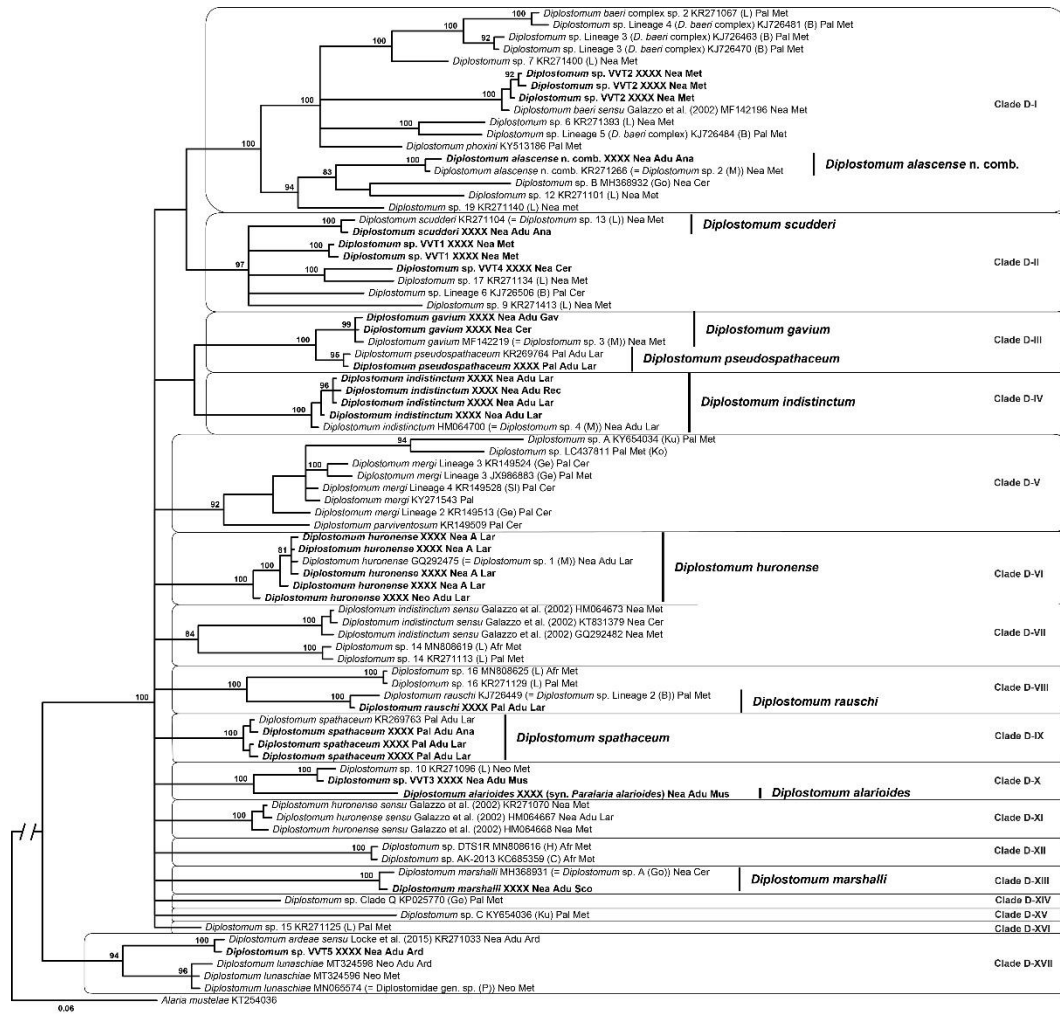 100 Diplostomum baeri complex sp. 2 KR271067 (L) Pal Met
Diplostomum sp. Lineage 4 (D. baeri complex) KJ726481 (B) Pal Met
100
100 Diplostomum sp. Lineage 3 (D. baeri complex) KJ726463 (B) Pal Met
92 Diplostomum sp. Lineage 3 (D. baeri complex) KJ726470 (B) Pal Met
Diplostomum sp. 7 KR271400 (L) Nea Met
92 Diplostomum sp. VVT2 XXXX Nea Met
Diplostomum sp. VVT2 XXXX Nea Met
100 100 Diplostomum sp. VVT2 XXXX Nea Met
Clade D-I
Diplostomum baeri sensu Galazzo et al. (2002) MF142196 Nea Met
100 Diplostomum sp. 6 KR271393 (L) Nea Met
Diplostomum sp. Lineage 5 (D. baeri complex) KJ726484 (B) Pal Met
100 Diplostomum phoxini KY513186 Pal Met
100 Diplostomum alascense n. comb. XXXX Nea Adu Ana
Diplostomum alascense n. comb.
83 Diplostomum alascense n. comb. KR271266 (= Diplostomum sp. 2 (M)) Nea Met
Diplostomum sp. B MH368932 (Go) Nea Cer
94 Diplostomum sp. 12 KR271101 (L) Nea Met
Diplostomum sp. 19 KR271140 (L) Nea met
Diplostomum scudderi KR271104 (= Diplostomum sp. 13 (L)) Nea Met
Diplostomum scudderi
100 Diplostomum scudderi XXXX Nea Adu Ana
100 Diplostomum sp. VVT1 XXXX Nea Met
Diplostomum sp. VVT1 XXXX Nea Met
Clade D-II
97 100 Diplostomum sp. VVT4 XXXX Nea Cer
Diplostomum sp. 17 KR271134 (L) Nea Met
Diplostomum sp. Lineage 6 KJ726506 (B) Pal Cer
Diplostomum sp. 9 KR271413 (L) Nea Met
Diplostomum gavium XXXX Nea Adu Gav
99 Diplostomum gavium XXXX Nea Cer
Diplostomum gavium
Clade D-III
100 Diplostomum gavium MF142219 (= Diplostomum sp. 3 (M)) Nea Met
95 Diplostomum pseudospathaceum KR269764 Pal Adu Lar
Diplostomum pseudospathaceum
Diplostomum pseudospathaceum XXXX Pal Adu Lar
Diplostomum indistinctum XXXX Nea Adu Lar
96 Diplostomum indistinctum XXXX Nea Adu Rec
Diplostomum indistinctum XXXX Nea Adu Lar
Diplostomum indistinctum
Clade D-IV
100 Diplostomum indistinctum XXXX Nea Adu Lar
Diplostomum indistinctum HM064700 (= Diplostomum sp. 4 (M)) Nea Adu Lar
94 Diplostomum sp. A KY654034 (Ku) Pal Met
Diplostomum sp. LC437811 Pal Met (Ko)
100 Diplostomum mergi Lineage 3 KR149524 (Ge) Pal Cer
Diplostomum mergi Lineage 3 JX986883 (Ge) Pal Met
Clade D-V
Diplostomum mergi Lineage 4 KR149528 (Sl) Pal Cer
92 Diplostomum mergi KY271543 Pal
Diplostomum mergi Lineage 2 KR149513 (Ge) Pal Cer
Diplostomum parviventosum KR149509 Pal Cer
Diplostomum huronense XXXX Nea A Lar
81 Diplostomum huronense XXXX Nea A Lar
Diplostomum huronense GQ292475 (= Diplostomum sp. 1 (M)) Nea Adu Lar
Diplostomum huronense
Clade D-VI
100 Diplostomum huronense XXXX Nea A Lar
Diplostomum huronense XXXX Nea A Lar
Diplostomum huronense XXXX Neo Adu Lar
Diplostomum indistinctum sensu Galazzo et al. (2002) HM064673 Nea Met
100 Diplostomum indistinctum sensu Galazzo et al. (2002) KT831379 Nea Cer
84 Diplostomum indistinctum sensu Galazzo et al. (2002) GQ292482 Nea Met
Clade D-VII
100 Diplostomum sp. 14 MN808619 (L) Afr Met
Diplostomum sp. 14 KR271113 (L) Pal Met
100 Diplostomum sp. 16 MN808625 (L) Afr Met
100 Diplostomum sp. 16 KR271129 (L) Pal Met
Clade D-VIII
100 Diplostomum rauschi KJ726449 (= Diplostomum sp. Lineage 2 (B)) Pal Met
Diplostomum rauschi
100 Diplostomum rauschi XXXX Pal Adu Lar
Diplostomum spathaceum KR269763 Pal Adu Lar
Diplostomum spathaceum XXXX Pal Adu Ana
Diplostomum spathaceum
Clade D-IX
100 Diplostomum spathaceum XXXX Pal Adu Lar
Diplostomum spathaceum XXXX Pal Adu Lar
100 Diplostomum sp. 10 KR271096 (L) Neo Met
100 Diplostomum sp. VVT3 XXXX Nea Adu Mus
Clade D-X
Diplostomum alarioides XXXX (syn. Pararlaria alarioides) Nea Adu Mus
Diplostomum alarioides
Diplostomum huronense sensu Galazzo et al. (2002) KR271070 Nea Met
100 Diplostomum huronense sensu Galazzo et al. (2002) HM064667 Nea Adu Lar
Clade D-XI
Diplostomum huronense sensu Galazzo et al. (2002) HM064668 Nea Met
100 Diplostomum sp. DTS1R MN808616 (H) Afr Met
Clade D-XII
Diplostomum sp. AK-2013 KC685359 (C) Afr Met
100 Diplostomum marshalli MH368931 (= Diplostomum sp. A (Go)) Nea Cer
Diplostomum marshalli
Clade D-XIII
Diplostomum marshalli XXXX Nea Adu Sco
Diplostomum sp. Clade Q KP025770 (Ge) Pal Met
Clade D-XIV
Diplostomum sp. C KY654036 (Ku) Pal Met
Clade D-XV
Diplostomum sp. 15 KR271125 (L) Pal Met
Clade D-XVI
100 Diplostomum ardeae sensu Locke et al. (2015) KR271033 Nea Adu Ard
94 Diplostomum sp. VVT5 XXXX Nea Adu Ard
Diplostomum lunaschiae MT324598 Neo Adu Ard
Clade D-XVII
96 Diplostomum lunaschiae MT324596 Neo Met
Diplostomum lunaschiae MN065574 (= Diplostomidae gen. sp. (P)) Neo Met
Alaria mustelae KT254036
0.06